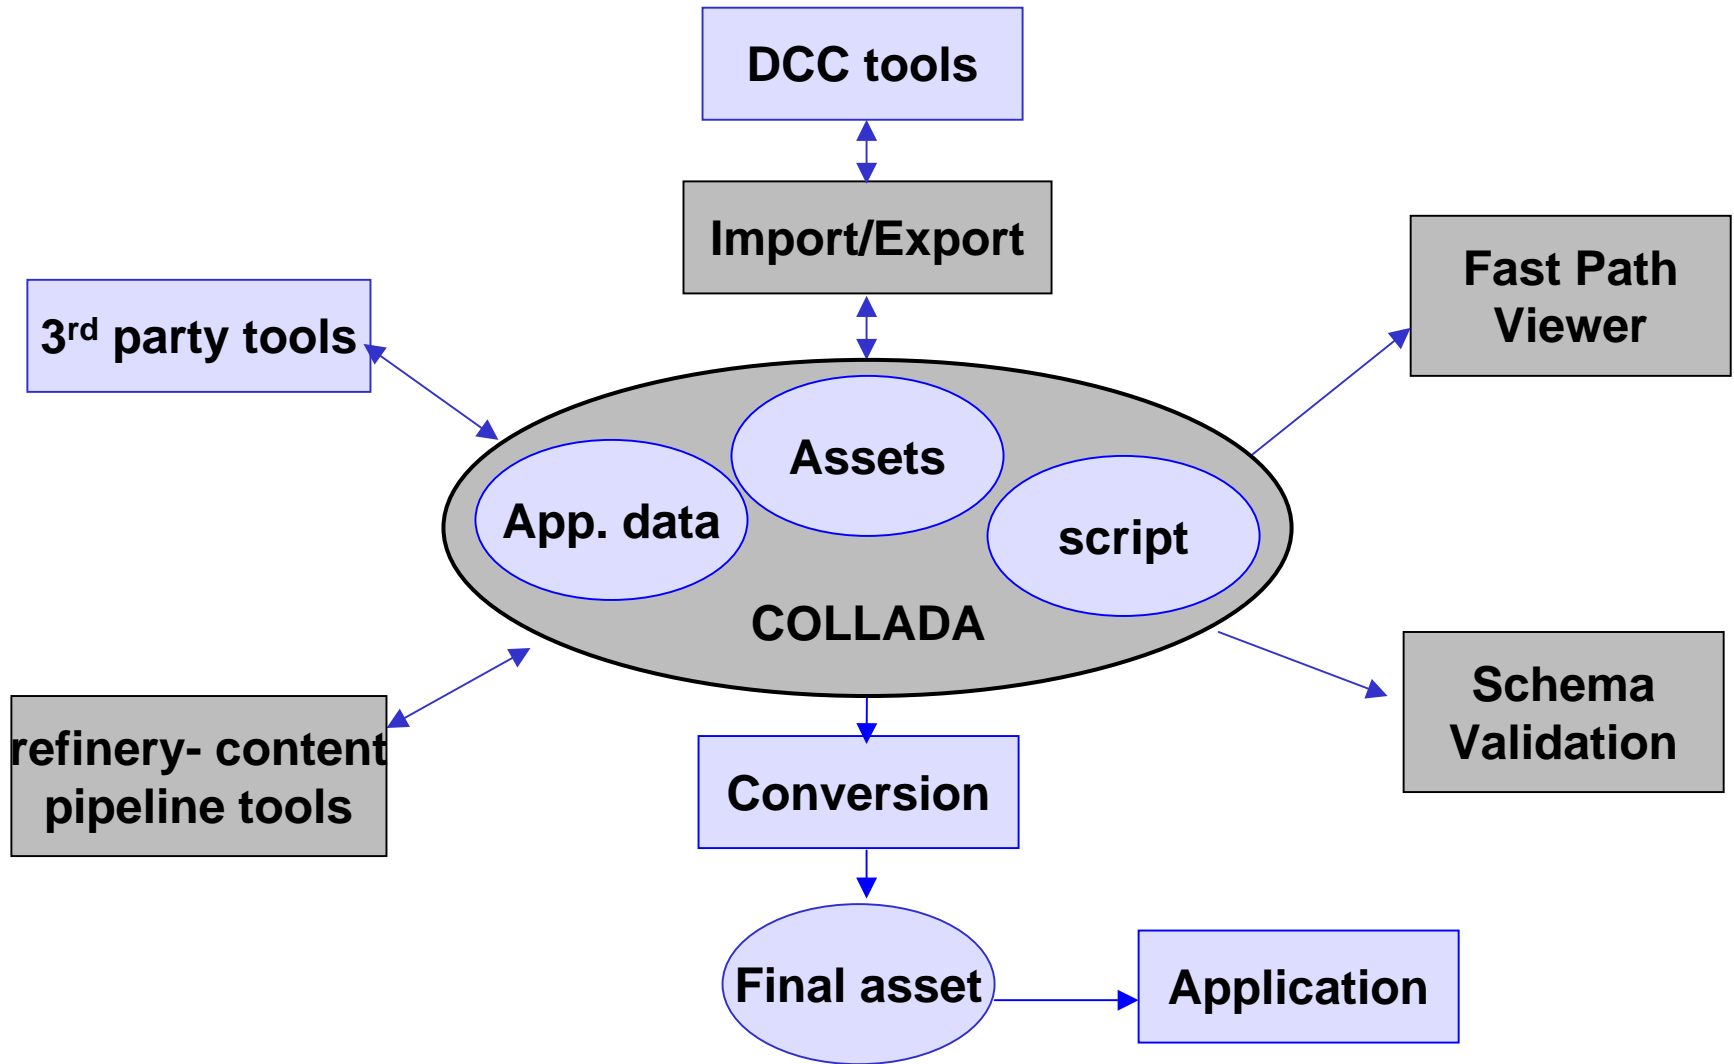 DCC tools
Import/Export
Fast Path
Viewer
3rd party tools
Assets
App. data
script
COLLADA
Schema
Validation
refinery- content
pipeline tools
Conversion
Final asset
Application